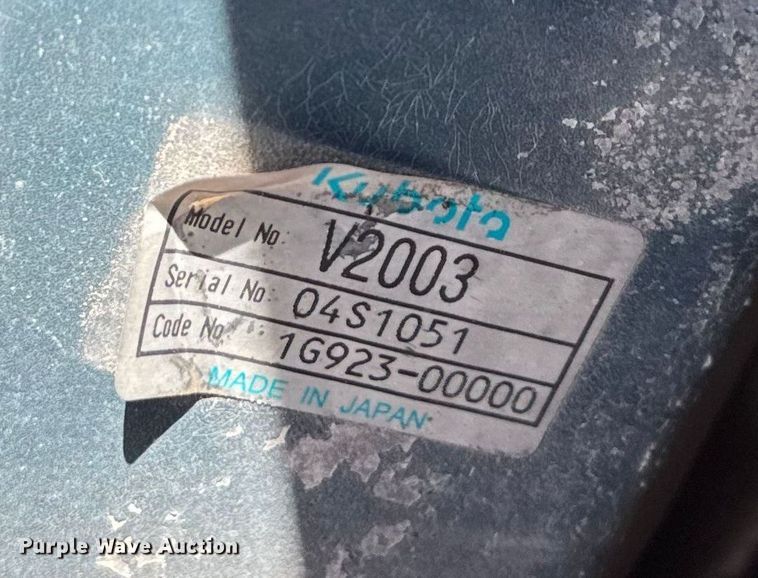 Kubota
Model No. V2003
Serial No. 04S1051
Code No. 1G923-00000
MADE IN JAPAN
Purple Wave Auction